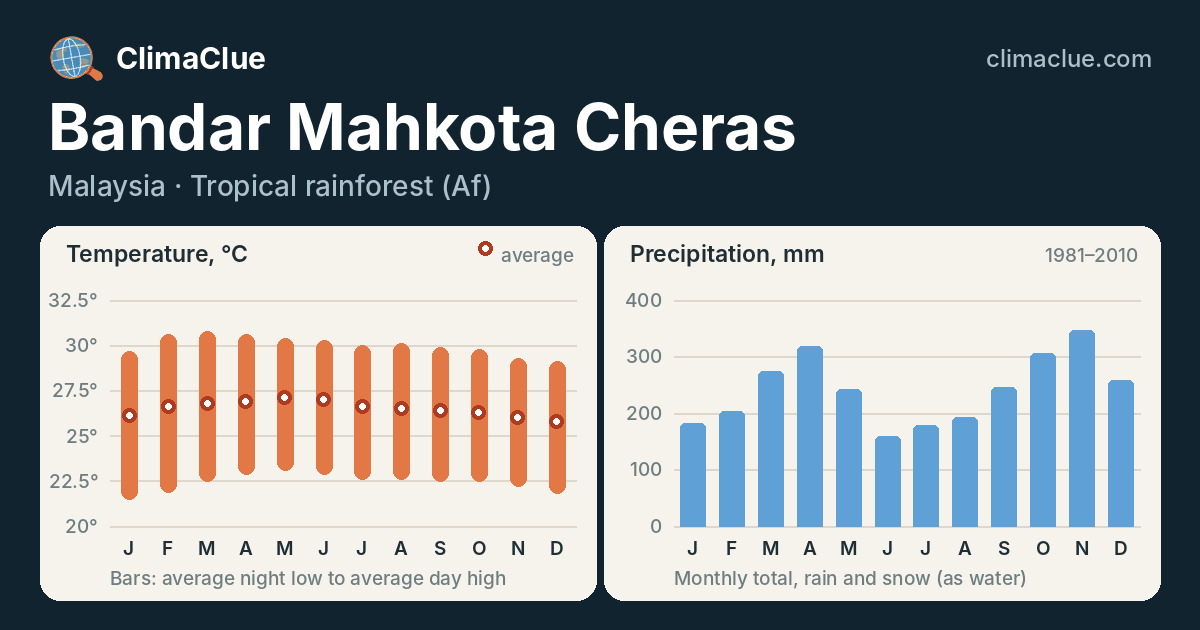 ClimaClue
climaclue.com
Bandar Mahkota Cheras
Malaysia · Tropical rainforest (Af)
Temperature, °C
average
32.5°
30°
27.5°
25°
22.5°
20°
J F M A M J J A S O N D
Bars: average night low to average day high
Precipitation, mm
1981–2010
400
300
200
100
0
J F M A M J J A S O N D
Monthly total, rain and snow (as water)